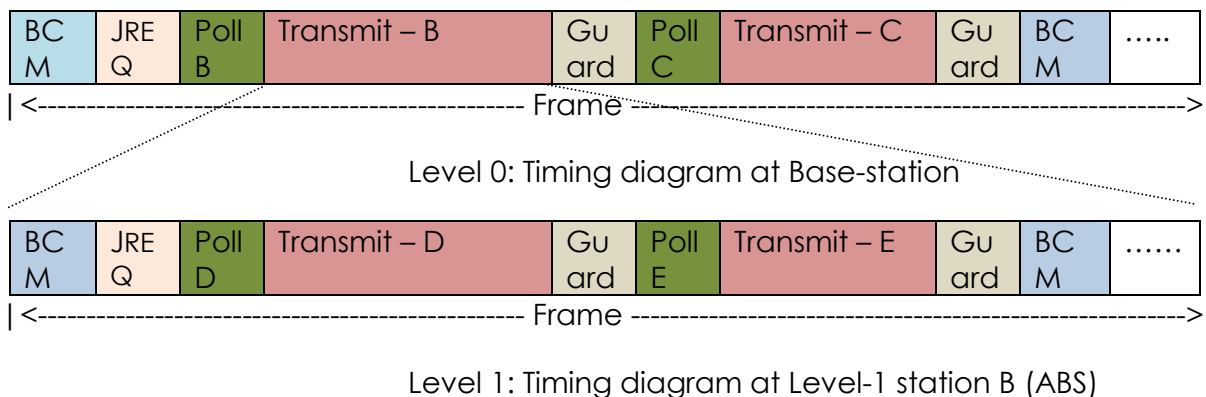 BC JRE Poll Transmit – B Gu Poll Transmit – C Gu BC …..
M Q B ard C ard M
|<------------------------------------------------ Frame ------------------------------------------------------->
Level 0: Timing diagram at Base-station
BC JRE Poll Transmit – D Gu Poll Transmit – E Gu BC ……
M Q D ard E ard M
|<------------------------------------------------ Frame ------------------------------------------------------->
Level 1: Timing diagram at Level-1 station B (ABS)